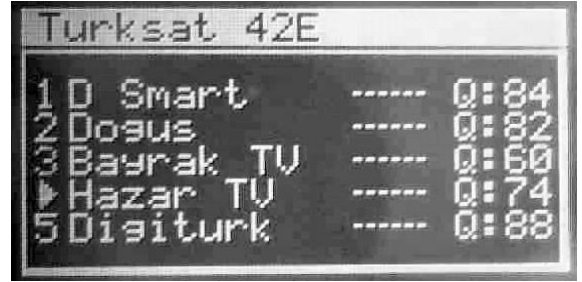 Turksat 42E
1 D Smart ------ Q:84
2 Dogus ------ Q:82
3 Bayrak TV ------ Q:60
▶ Hazar TV ------ Q:74
5 Digiturk ------ Q:88